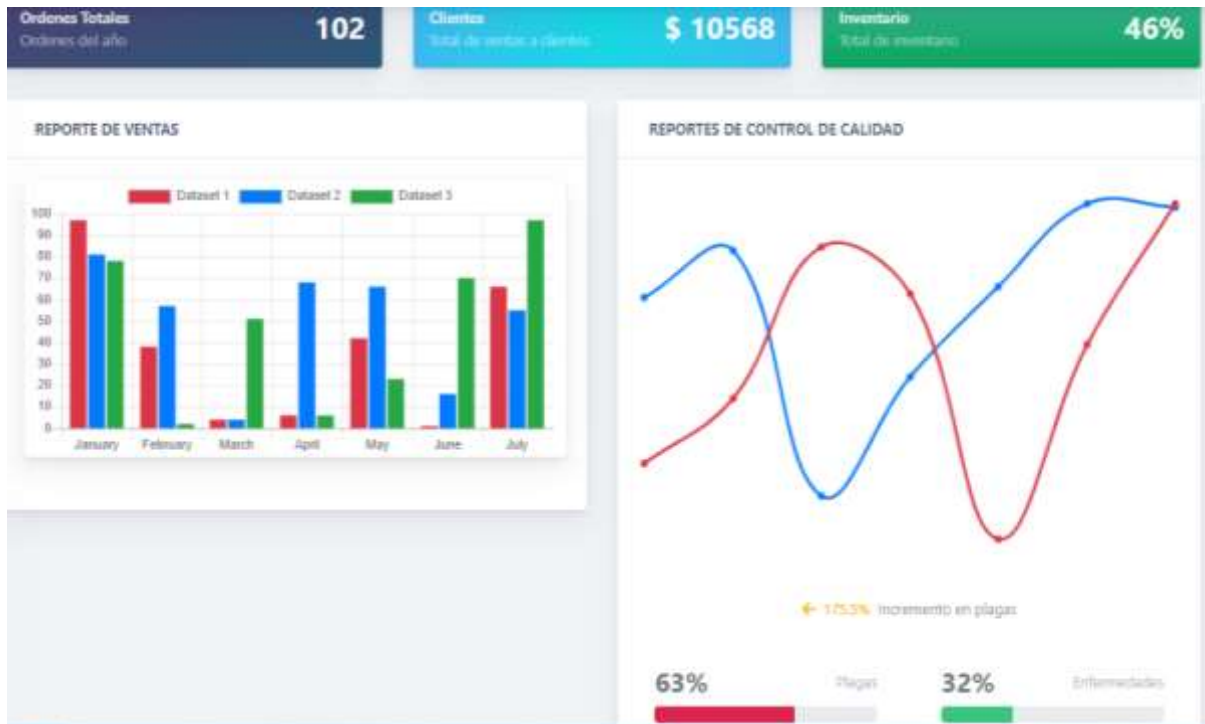 Ordenes Totales
Ordenes del año
102
Clientes
Total de ventas a clientes
$ 10568
Inventario
Total de inventario
46%
REPORTE DE VENTAS
Dataset 1 Dataset 2 Dataset 3
100
90
80
70
60
50
40
30
20
10
0
January February March April May June July
REPORTES DE CONTROL DE CALIDAD
← 175.5% Incremento en plagas
63% Plagas
32% Enfermedades